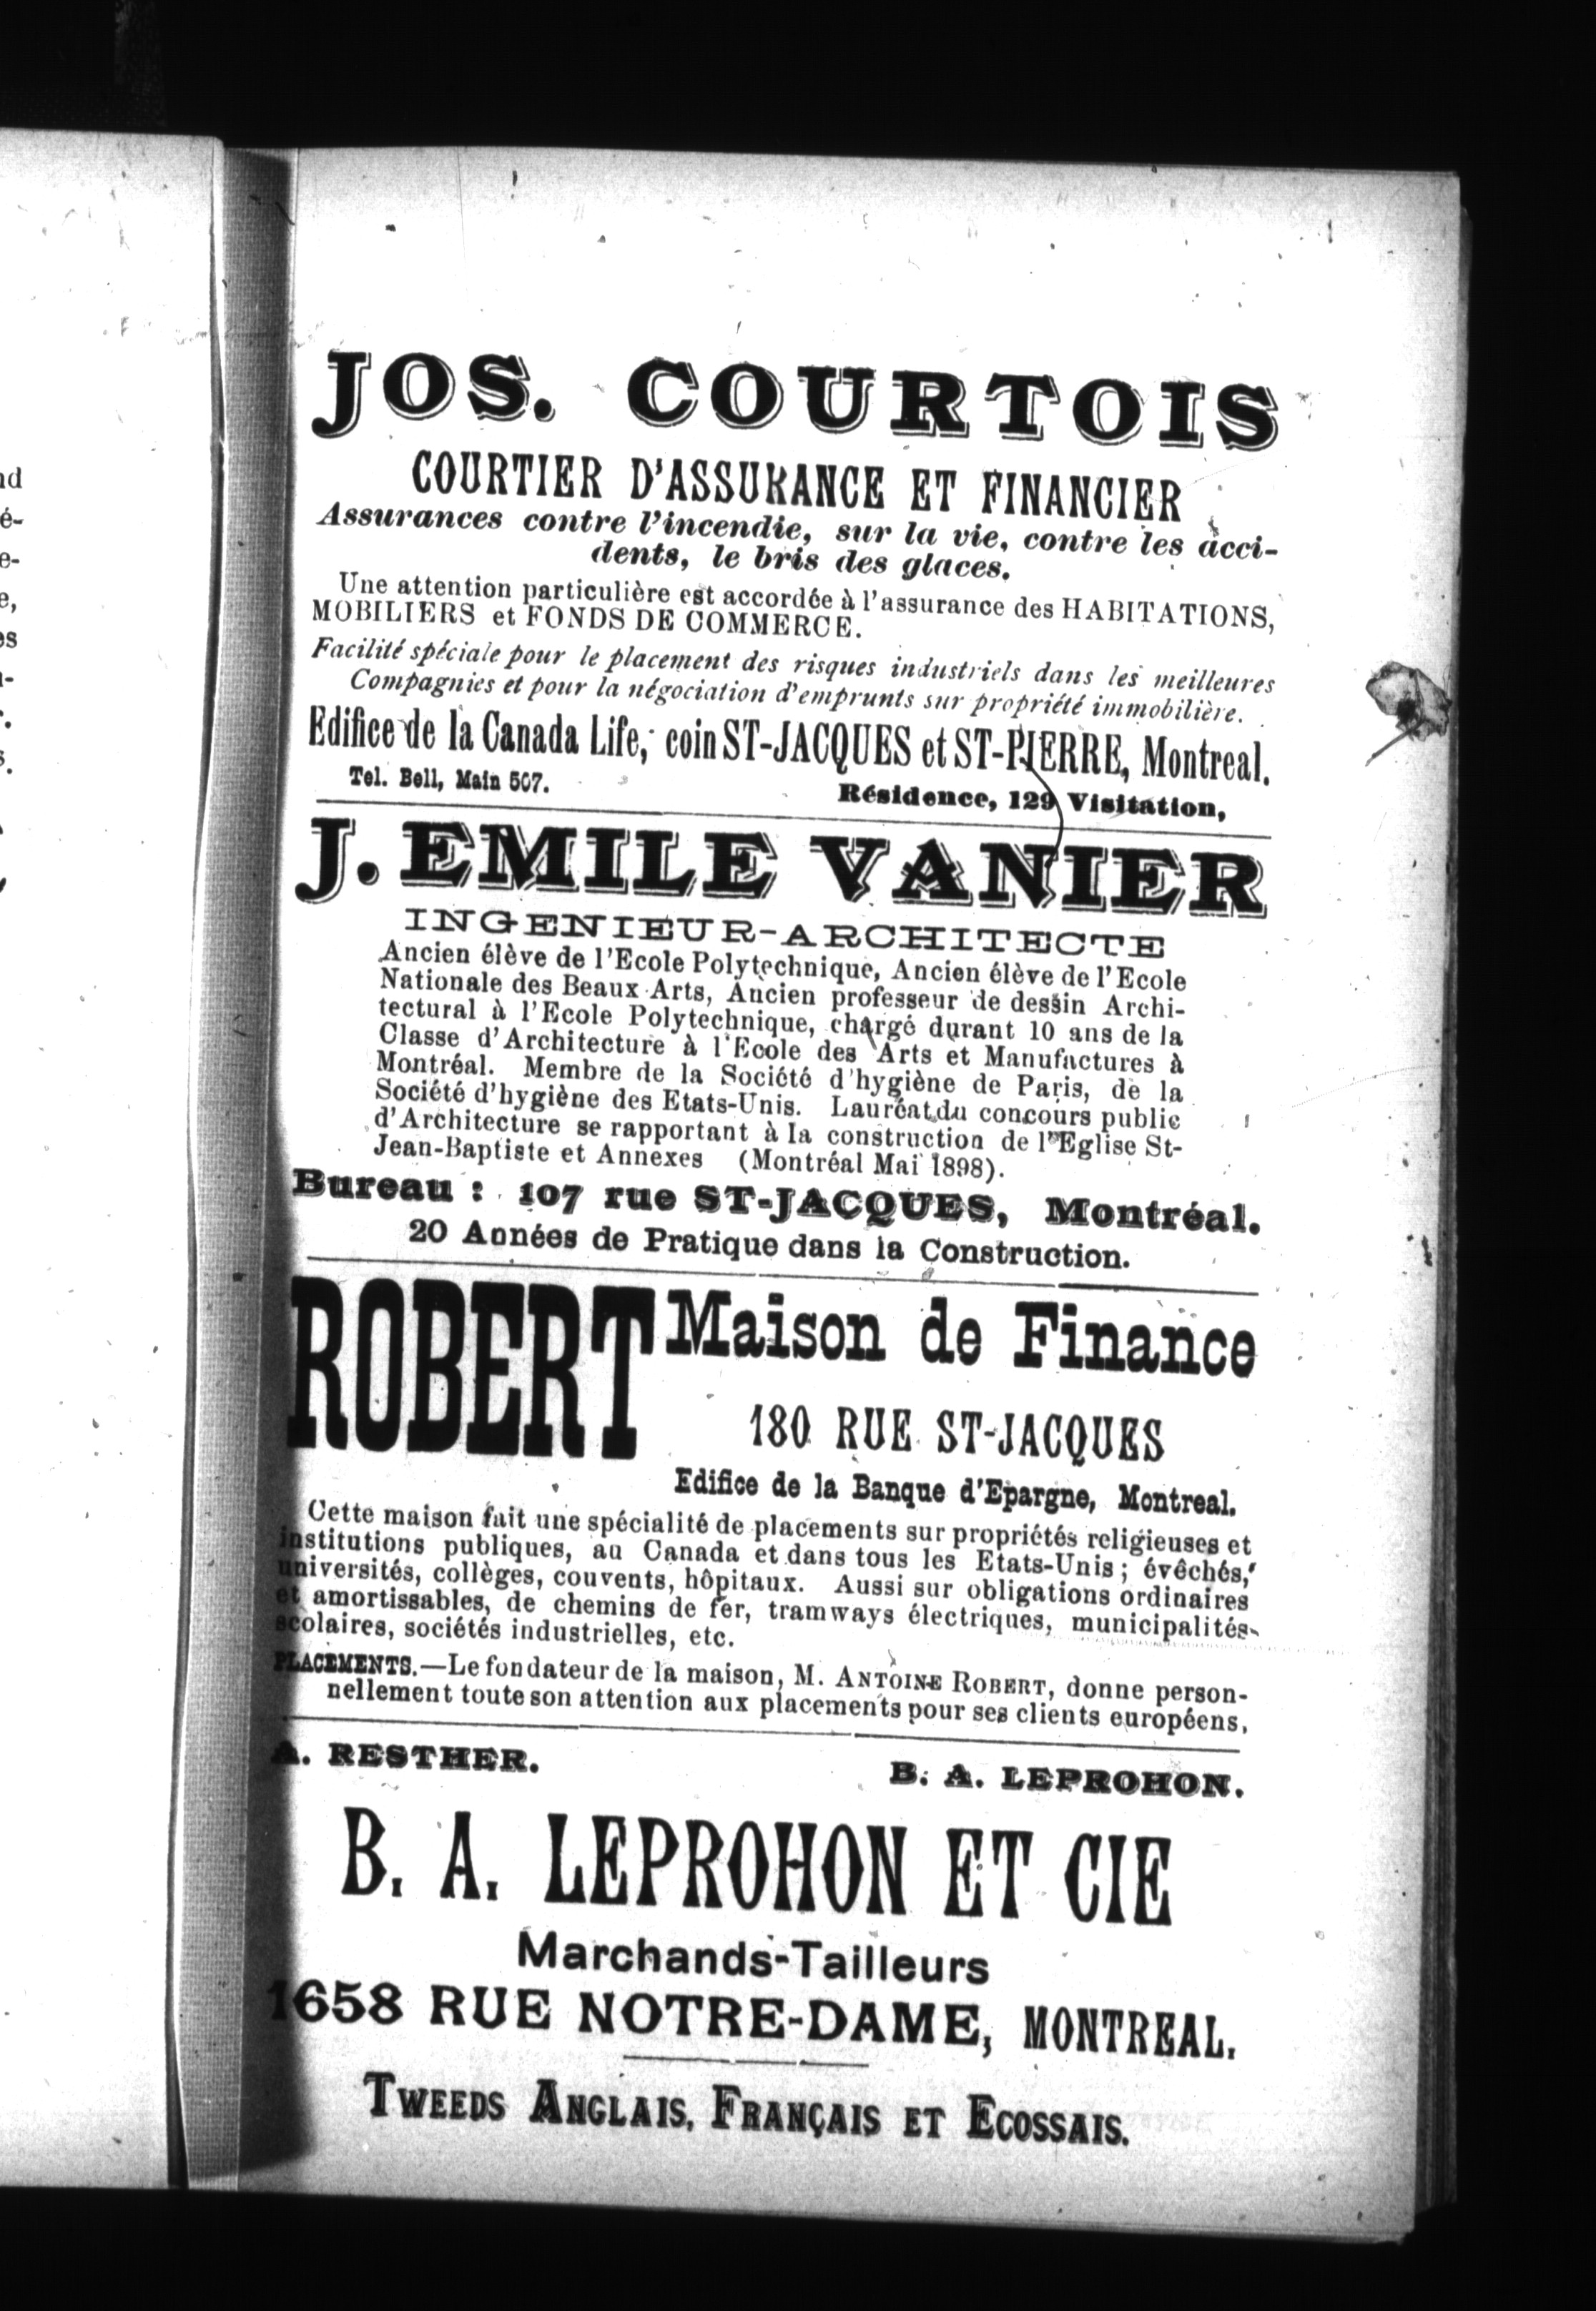 JOS. COURTOIS
COURTIER D'ASSURANCE ET FINANCIER
Assurances contre l'incendie, sur la vie, contre les acci-
dents, le bris des glaces.
Une attention particulière est accordée à l'assurance des HABITATIONS,
MOBILIERS et FONDS DE COMMERCE.
Facilité spéciale pour le placement des risques industriels dans les meilleures
Compagnies et pour la négociation d'emprunts sur propriété immobilière.
Edifice de la Canada Life, coin ST-JACQUES et ST-PIERRE, Montreal.
Tel. Bell, Main 507.
Résidence, 129 Visitation,
J. EMILE VANIER
INGENIEUR-ARCHITECTE
Ancien élève de l'Ecole Polytechnique, Ancien élève de l'Ecole
Nationale des Beaux Arts, Ancien professeur de dessin Archi-
tectural à l'Ecole Polytechnique, chargé durant 10 ans de la
Classe d'Architecture à l'Ecole des Arts et Manufactures à
Montréal. Membre de la Société d'hygiène de Paris, de la
Société d'hygiène des Etats-Unis. Lauréat du concours public
d'Architecture se rapportant à la construction de l'Eglise St-
Jean-Baptiste et Annexes (Montréal Mai 1898).
Bureau : 107 rue ST-JACQUES, Montréal.
20 Années de Pratique dans la Construction.
ROBERT Maison de Finance
180 RUE ST-JACQUES
Edifice de la Banque d'Epargne, Montreal.
Cette maison fait une spécialité de placements sur propriétés religieuses et
institutions publiques, au Canada et dans tous les Etats-Unis ; évêchés,
universités, collèges, couvents, hôpitaux. Aussi sur obligations ordinaires
et amortissables, de chemins de fer, tramways électriques, municipalités
scolaires, sociétés industrielles, etc.
PLACEMENTS.—Le fondateur de la maison, M. ANTOINE ROBERT, donne person-
nellement toute son attention aux placements pour ses clients européens,
A. RESTHER.
B. A. LEPROHON.
B. A. LEPROHON ET CIE
Marchands-Tailleurs
1658 RUE NOTRE-DAME, MONTREAL.
TWEEDS ANGLAIS, FRANÇAIS ET ECOSSAIS.